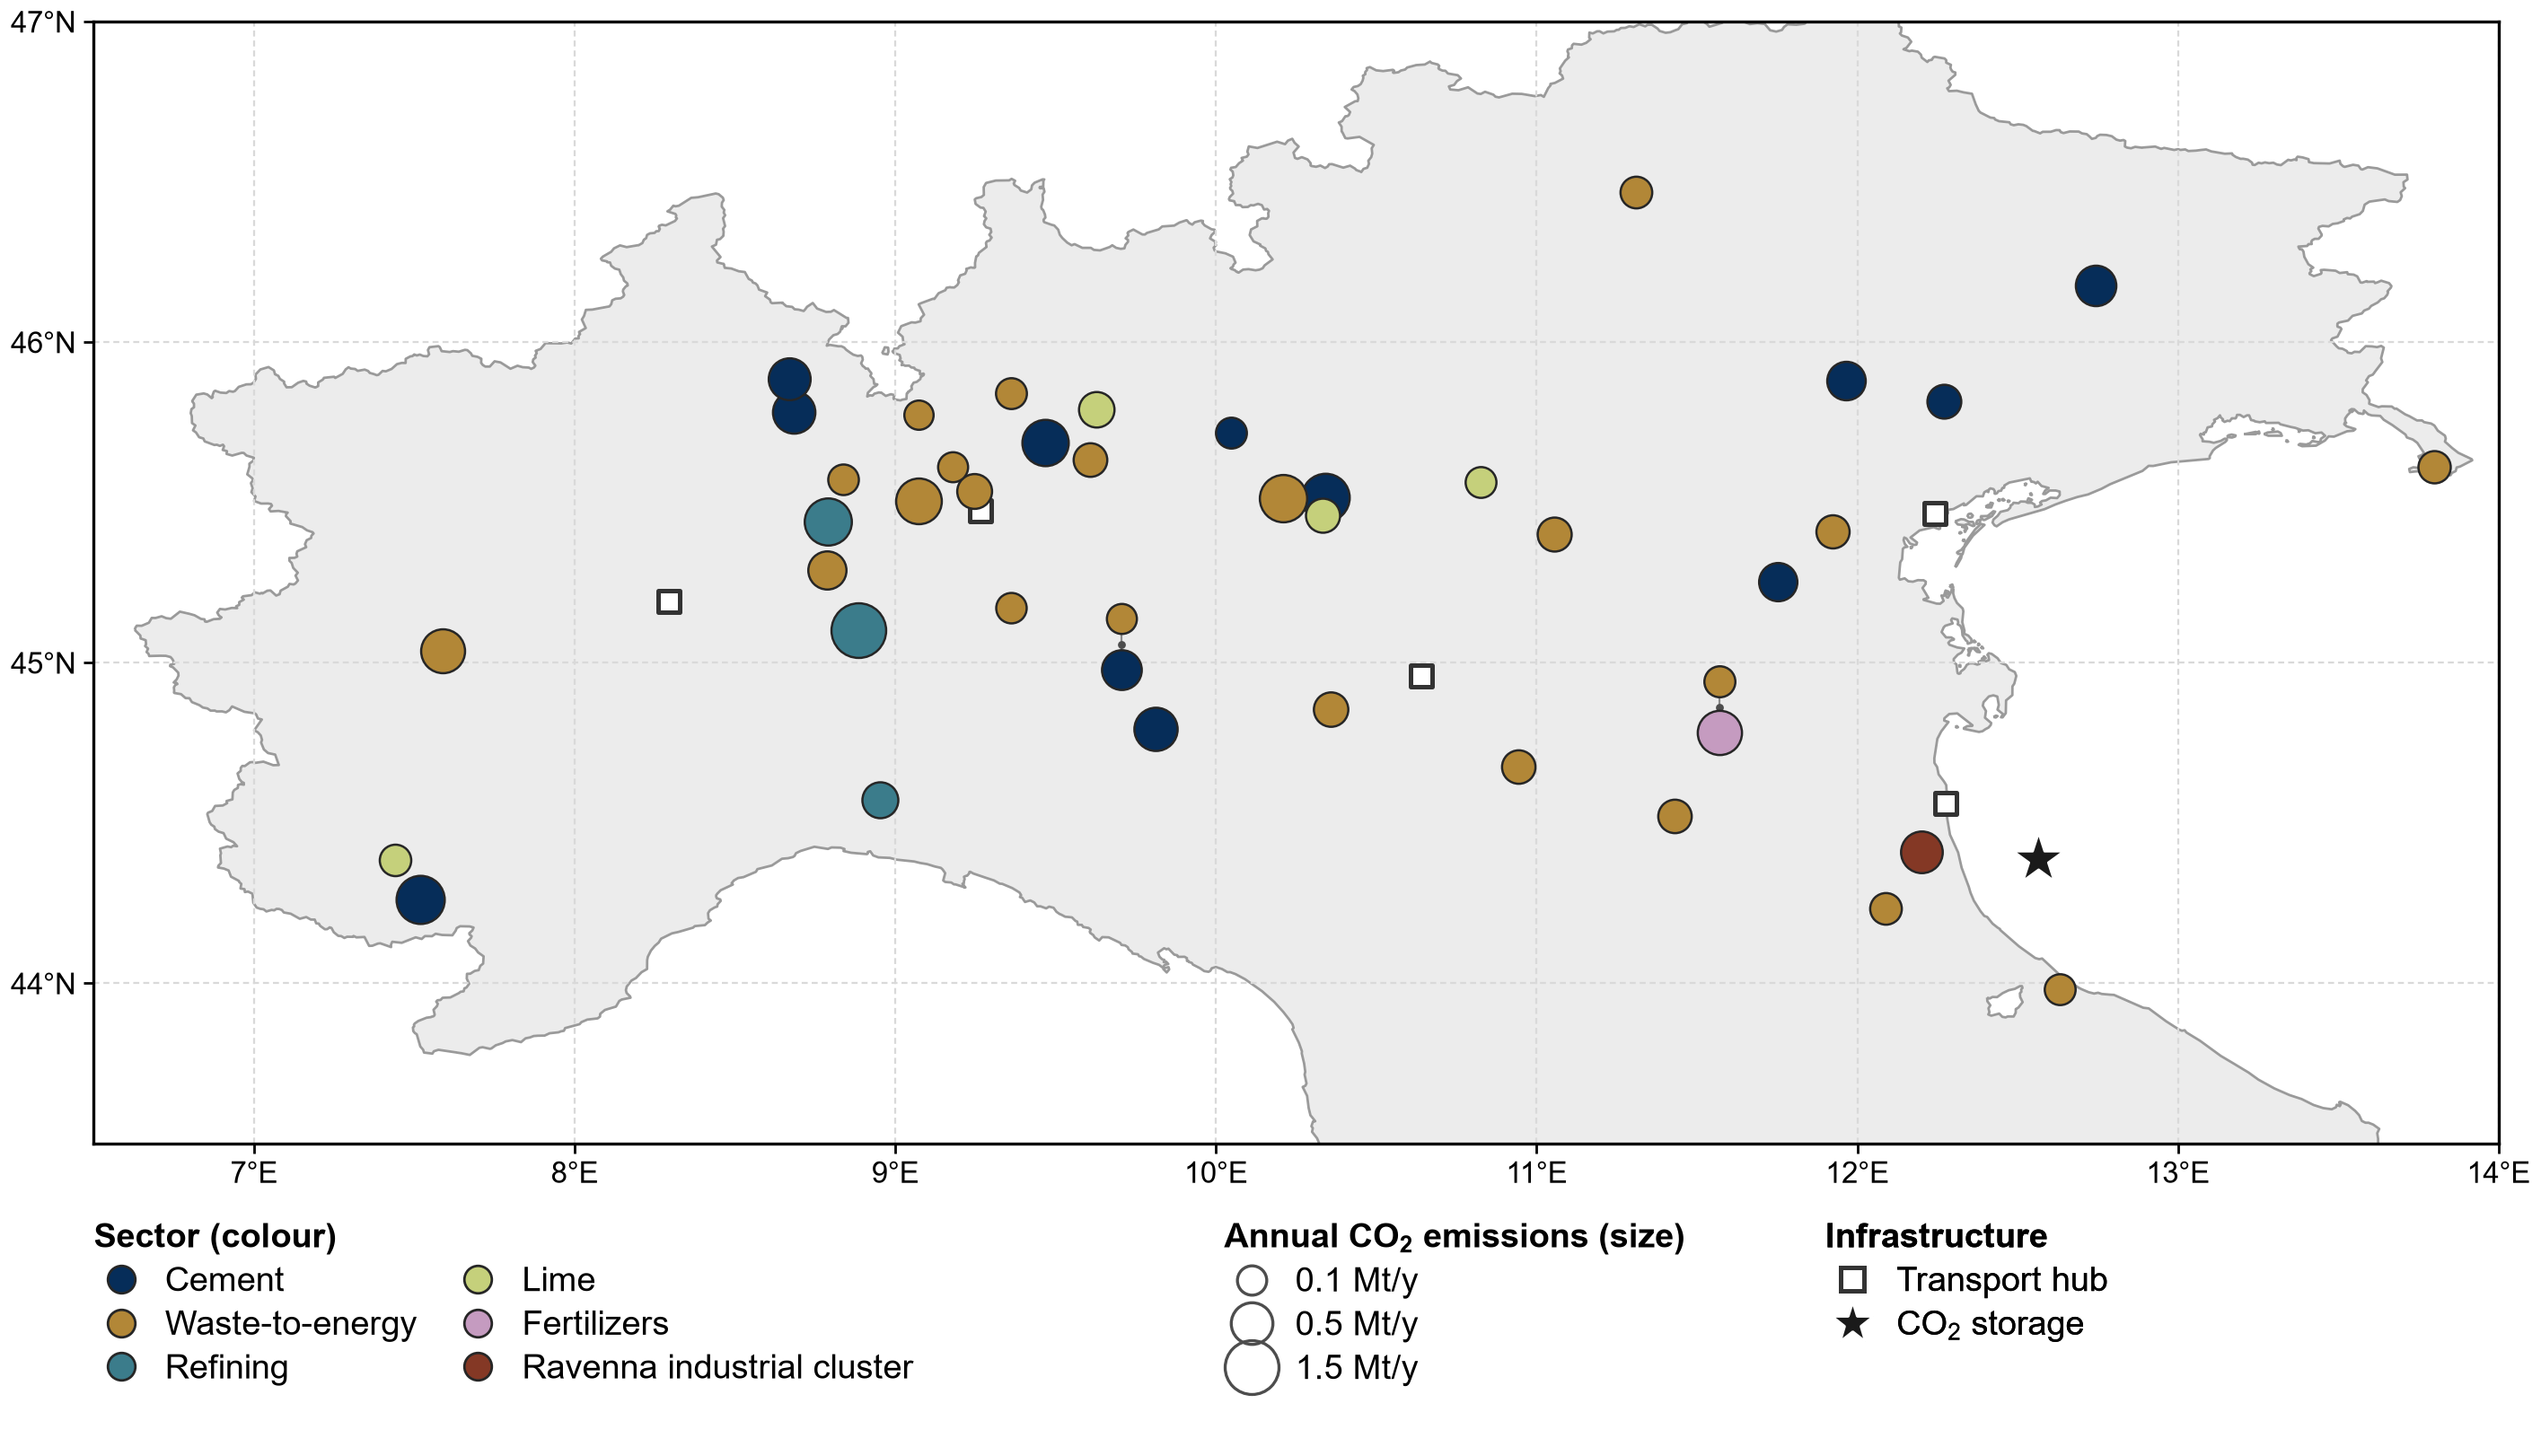 47°N
46°N
45°N
44°N
7°E 8°E 9°E 10°E 11°E 12°E 13°E 14°E
Sector (colour)
Cement
Waste-to-energy
Refining
Lime
Fertilizers
Ravenna industrial cluster
Annual CO₂ emissions (size)
0.1 Mt/y
0.5 Mt/y
1.5 Mt/y
Infrastructure
Transport hub
CO₂ storage